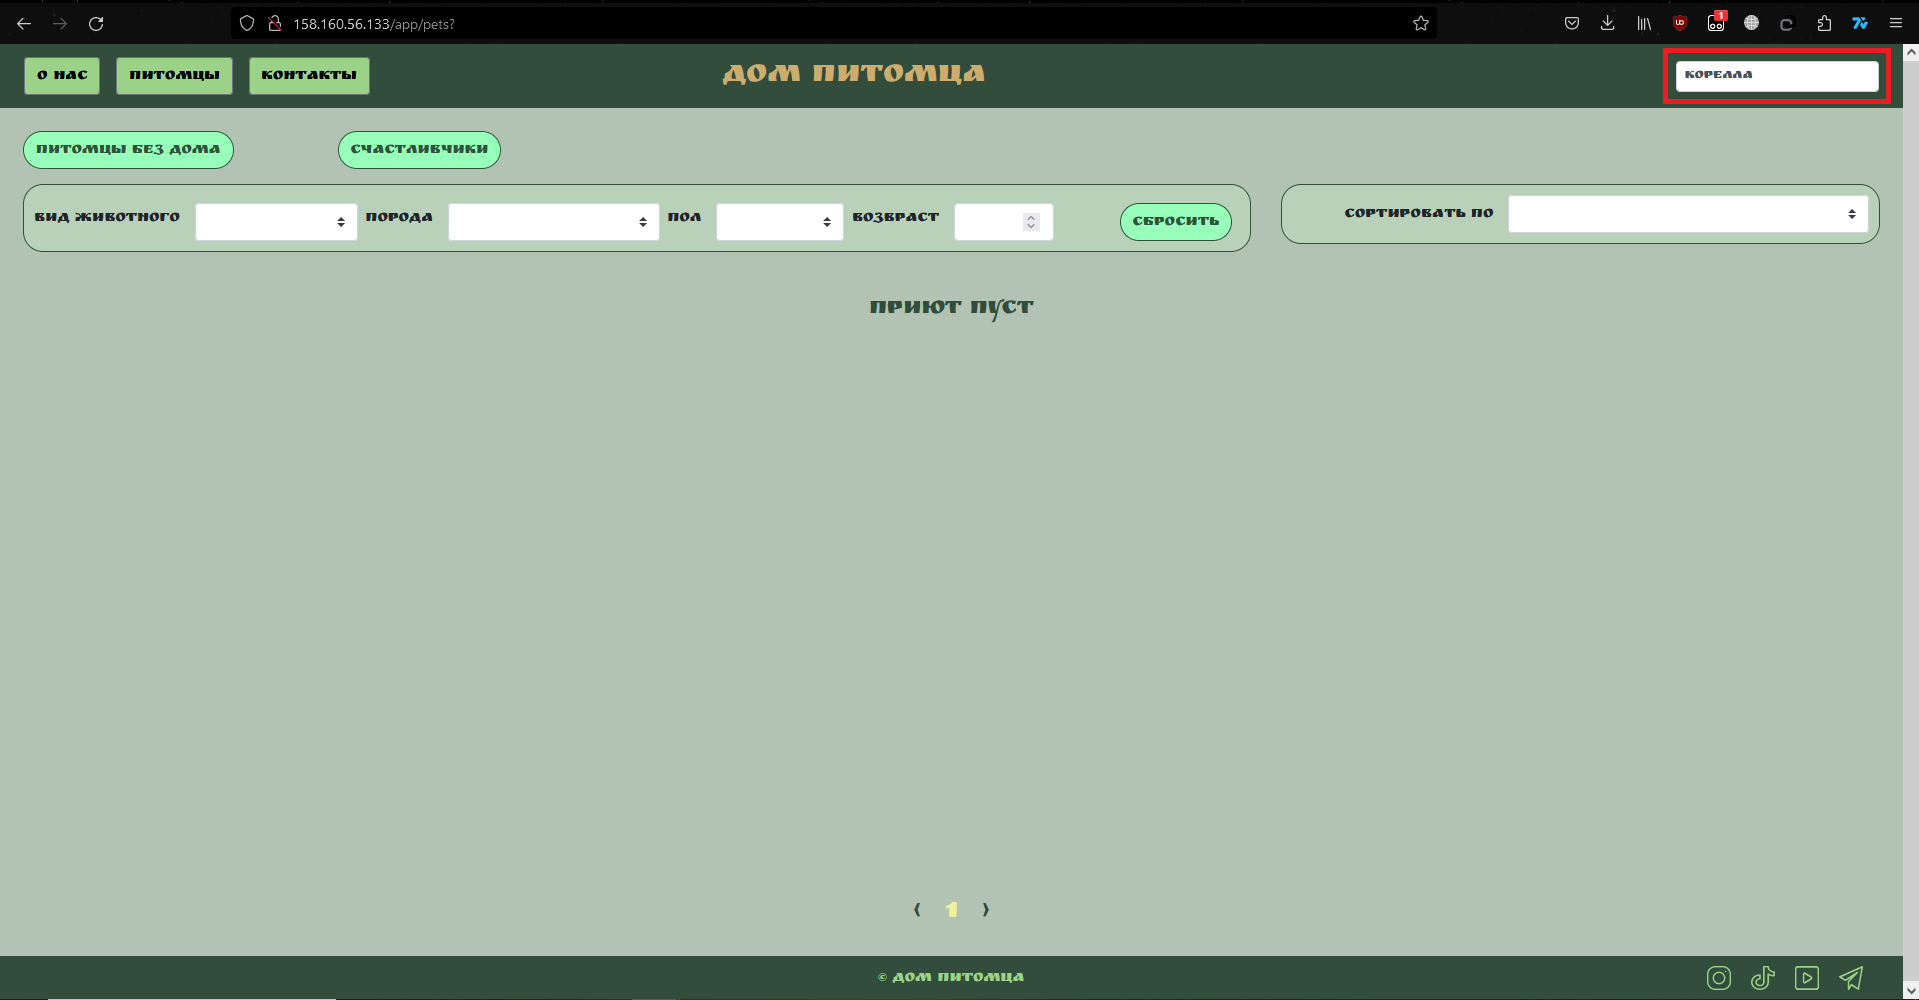 158.160.56.133/app/pets?
1
О НАС
ПИТОМЦЫ
КОНТАКТЫ
ДОМ ПИТОМЦА
КОРЕЛЛА
ПИТОМЦЫ БЕЗ ДОМА
СЧАСТЛИВЧИКИ
ВИД ЖИВОТНОГО
ПОРОДА
ПОЛ
ВОЗВРАСТ
СБРОСИТЬ
СОРТИРОВАТЬ ПО
ПРИЮТ ПУСТ
‹ 1 ›
© ДОМ ПИТОМЦА